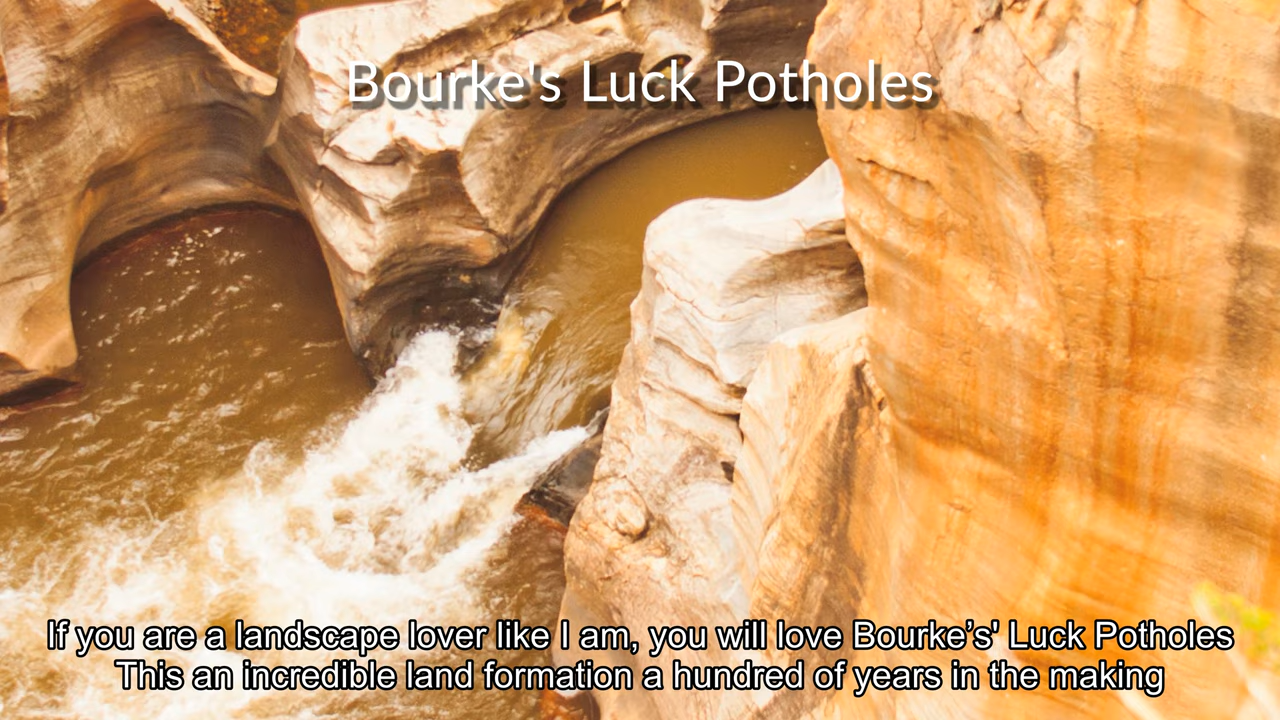 Bourke's Luck Potholes
If you are a landscape lover like I am, you will love Bourke’s' Luck Potholes
This an incredible land formation a hundred of years in the making